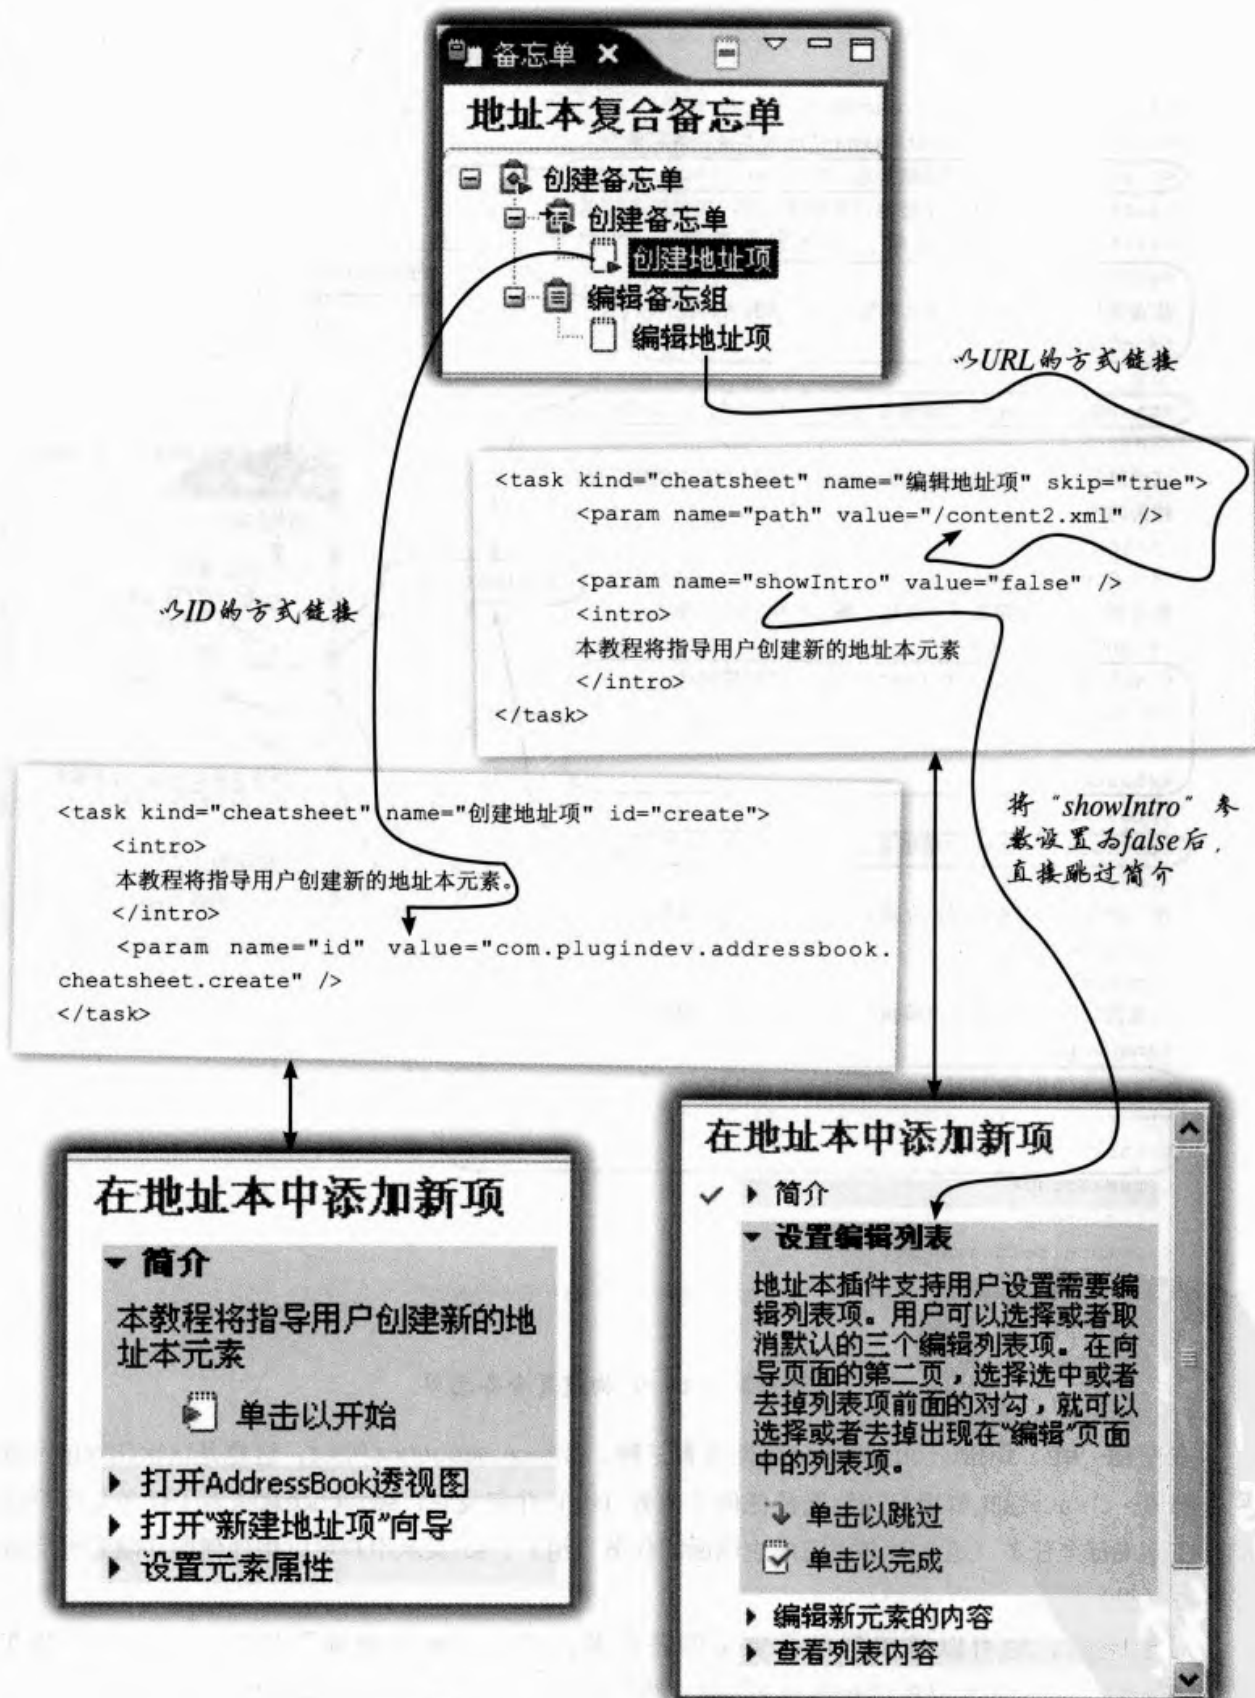 备忘单
地址本复合备忘单
创建备忘单
创建备忘单
创建地址项
编辑备忘组
编辑地址项
以URL的方式链接
<task kind="cheatsheet" name="编辑地址项" skip="true">
<param name="path" value="/content2.xml" />
<param name="showIntro" value="false" />
<intro>
本教程将指导用户创建新的地址本元素
</intro>
</task>
以ID的方式链接
<task kind="cheatsheet" name="创建地址项" id="create">
<intro>
本教程将指导用户创建新的地址本元素。
</intro>
<param name="id" value="com.plugindev.addressbook.
cheatsheet.create" />
</task>
将“showIntro”参
数设置为false后，
直接跳过简介
在地址本中添加新项
简介
本教程将指导用户创建新的地
址本元素
单击以开始
打开AddressBook透视图
打开“新建地址项”向导
设置元素属性
在地址本中添加新项
简介
设置编辑列表
地址本插件支持用户设置需要编
辑列表项。用户可以选择或者取
消默认的三个编辑列表项。在向
导页面的第二页，选择选中或者
去掉列表项前面的对勾，就可以
选择或者去掉出现在“编辑”页面
中的列表项。
单击以跳过
单击以完成
编辑新元素的内容
查看列表内容